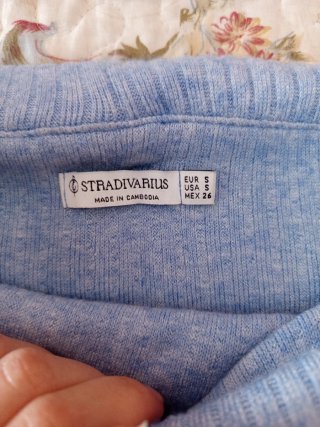 STRADIVARIUS
MADE IN CAMBODIA
EUR S
USA S
MEX 26